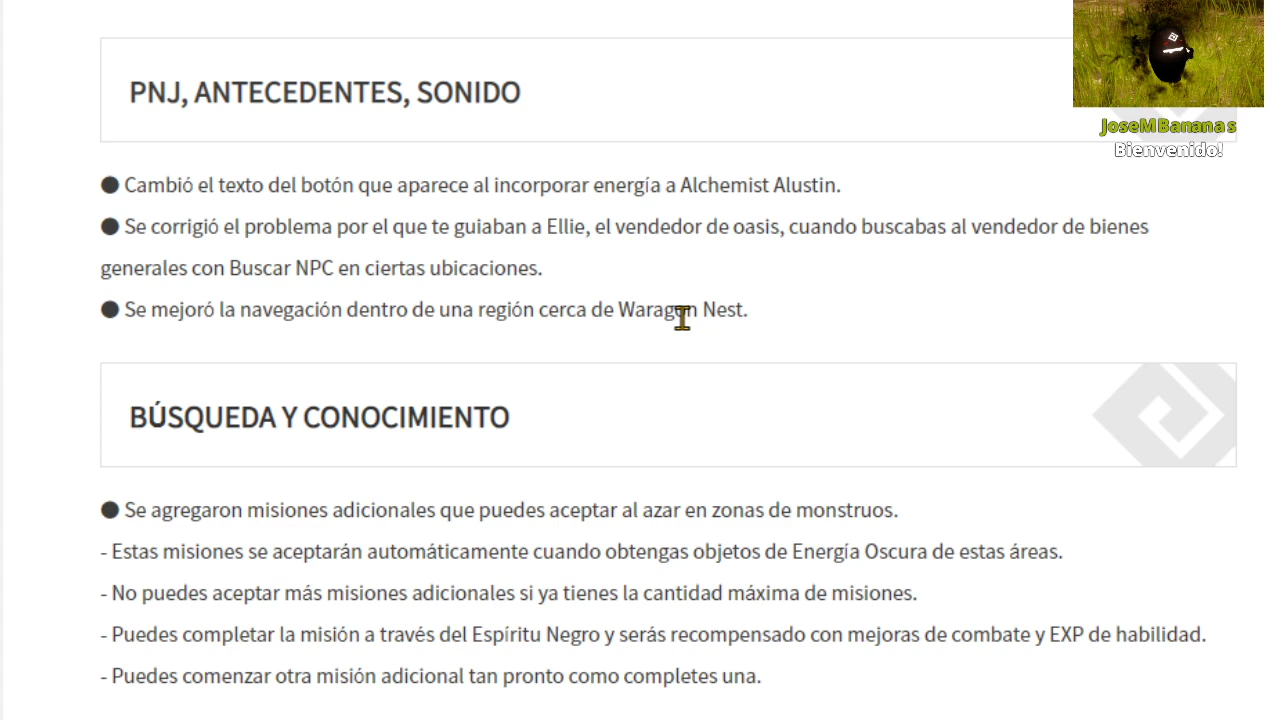 PNJ, ANTECEDENTES, SONIDO
JoseMBananas
Bienvenido!
● Cambió el texto del botón que aparece al incorporar energía a Alchemist Alustin.
● Se corrigió el problema por el que te guiaban a Ellie, el vendedor de oasis, cuando buscabas al vendedor de bienes
generales con Buscar NPC en ciertas ubicaciones.
● Se mejoró la navegación dentro de una región cerca de Waragon Nest.
BÚSQUEDA Y CONOCIMIENTO
● Se agregaron misiones adicionales que puedes aceptar al azar en zonas de monstruos.
- Estas misiones se aceptarán automáticamente cuando obtengas objetos de Energía Oscura de estas áreas.
- No puedes aceptar más misiones adicionales si ya tienes la cantidad máxima de misiones.
- Puedes completar la misión a través del Espíritu Negro y serás recompensado con mejoras de combate y EXP de habilidad.
- Puedes comenzar otra misión adicional tan pronto como completes una.